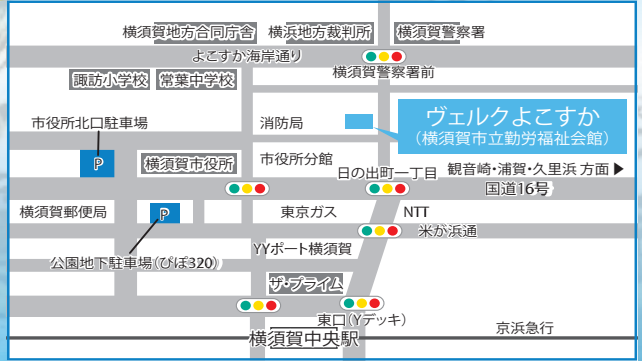 横須賀地方合同庁舎
横浜地方裁判所
横須賀警察署
よこすか海岸通り
横須賀警察署前
諏訪小学校
常葉中学校
市役所北口駐車場
消防局
ヴェルクよこすか
（横須賀市立勤労福祉会館）
P
横須賀市役所
市役所分館
日の出町一丁目
観音崎・浦賀・久里浜 方面 ▶
国道16号
横須賀郵便局
P
東京ガス
NTT
米が浜通
YYポート横須賀
公園地下駐車場（ぴぽ320）
ザ・プライム
東口（Yデッキ）
横須賀中央駅
京浜急行